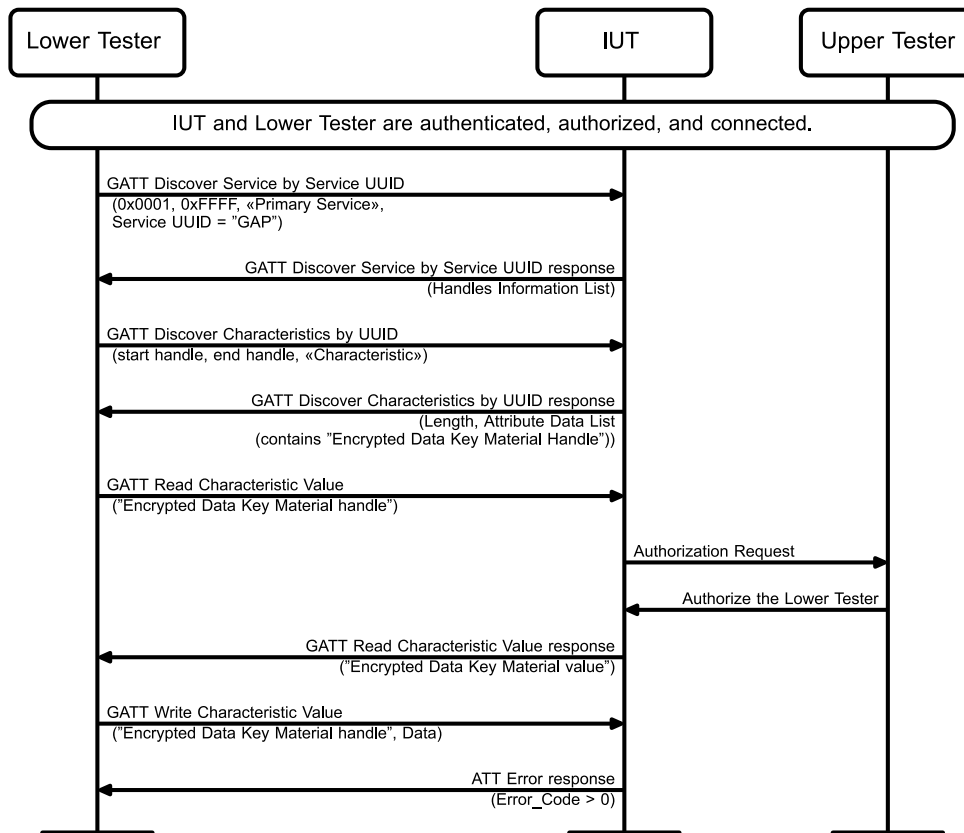 Lower Tester
IUT
Upper Tester
IUT and Lower Tester are authenticated, authorized, and connected.
GATT Discover Service by Service UUID
(0x0001, 0xFFFF, «Primary Service»,
Service UUID = ”GAP”)
GATT Discover Service by Service UUID response
(Handles Information List)
GATT Discover Characteristics by UUID
(start handle, end handle, «Characteristic»)
GATT Discover Characteristics by UUID response
(Length, Attribute Data List
(contains ”Encrypted Data Key Material Handle”))
GATT Read Characteristic Value
(”Encrypted Data Key Material handle”)
Authorization Request
Authorize the Lower Tester
GATT Read Characteristic Value response
(”Encrypted Data Key Material value”)
GATT Write Characteristic Value
(”Encrypted Data Key Material handle”, Data)
ATT Error response
(Error_Code > 0)